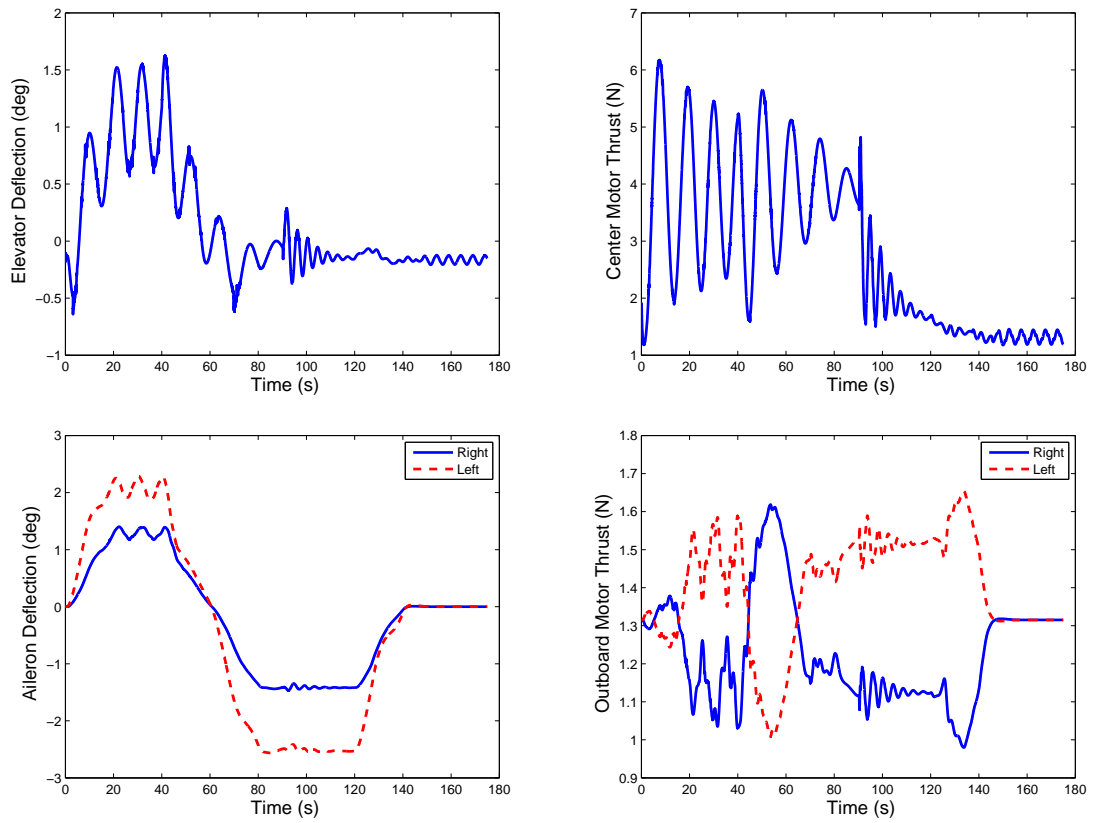 2
1.5
1
0.5
0
−0.5
−1
0 20 40 60 80 100 120 140 160 180
Elevator Deflection (deg)
Time (s)
7
6
5
4
3
2
1
0 20 40 60 80 100 120 140 160 180
Center Motor Thrust (N)
Time (s)
3
2
1
0
−1
−2
−3
0 20 40 60 80 100 120 140 160 180
Aileron Deflection (deg)
Time (s)
Right
Left
1.8
1.7
1.6
1.5
1.4
1.3
1.2
1.1
1
0.9
0 20 40 60 80 100 120 140 160 180
Outboard Motor Thrust (N)
Time (s)
Right
Left